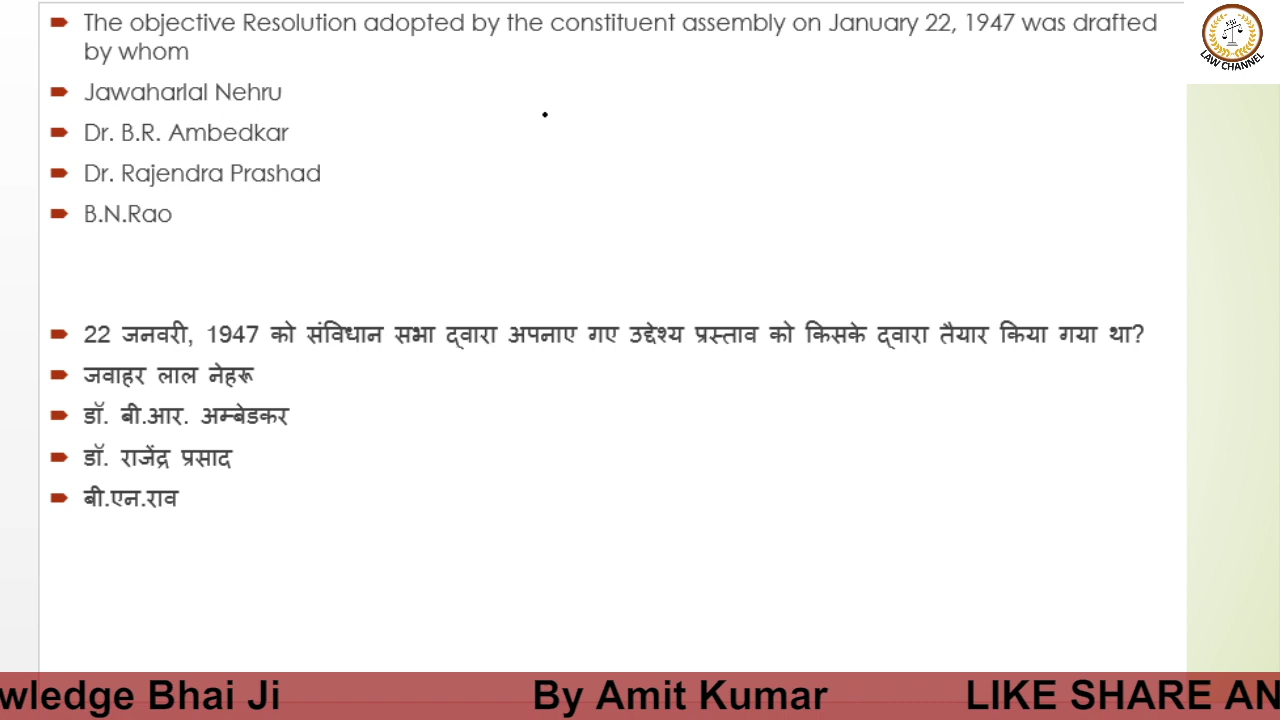 The objective Resolution adopted by the constituent assembly on January 22, 1947 was drafted
by whom
Jawaharlal Nehru
Dr. B.R. Ambedkar
Dr. Rajendra Prashad
B.N.Rao
22 जनवरी, 1947 को संविधान सभा द्वारा अपनाए गए उद्देश्य प्रस्ताव को किसके द्वारा तैयार किया गया था?
जवाहर लाल नेहरू
डॉ. बी.आर. अम्बेडकर
डॉ. राजेंद्र प्रसाद
बी.एन.राव
LAW CHANNEL
wledge Bhai Ji By Amit Kumar LIKE SHARE AN